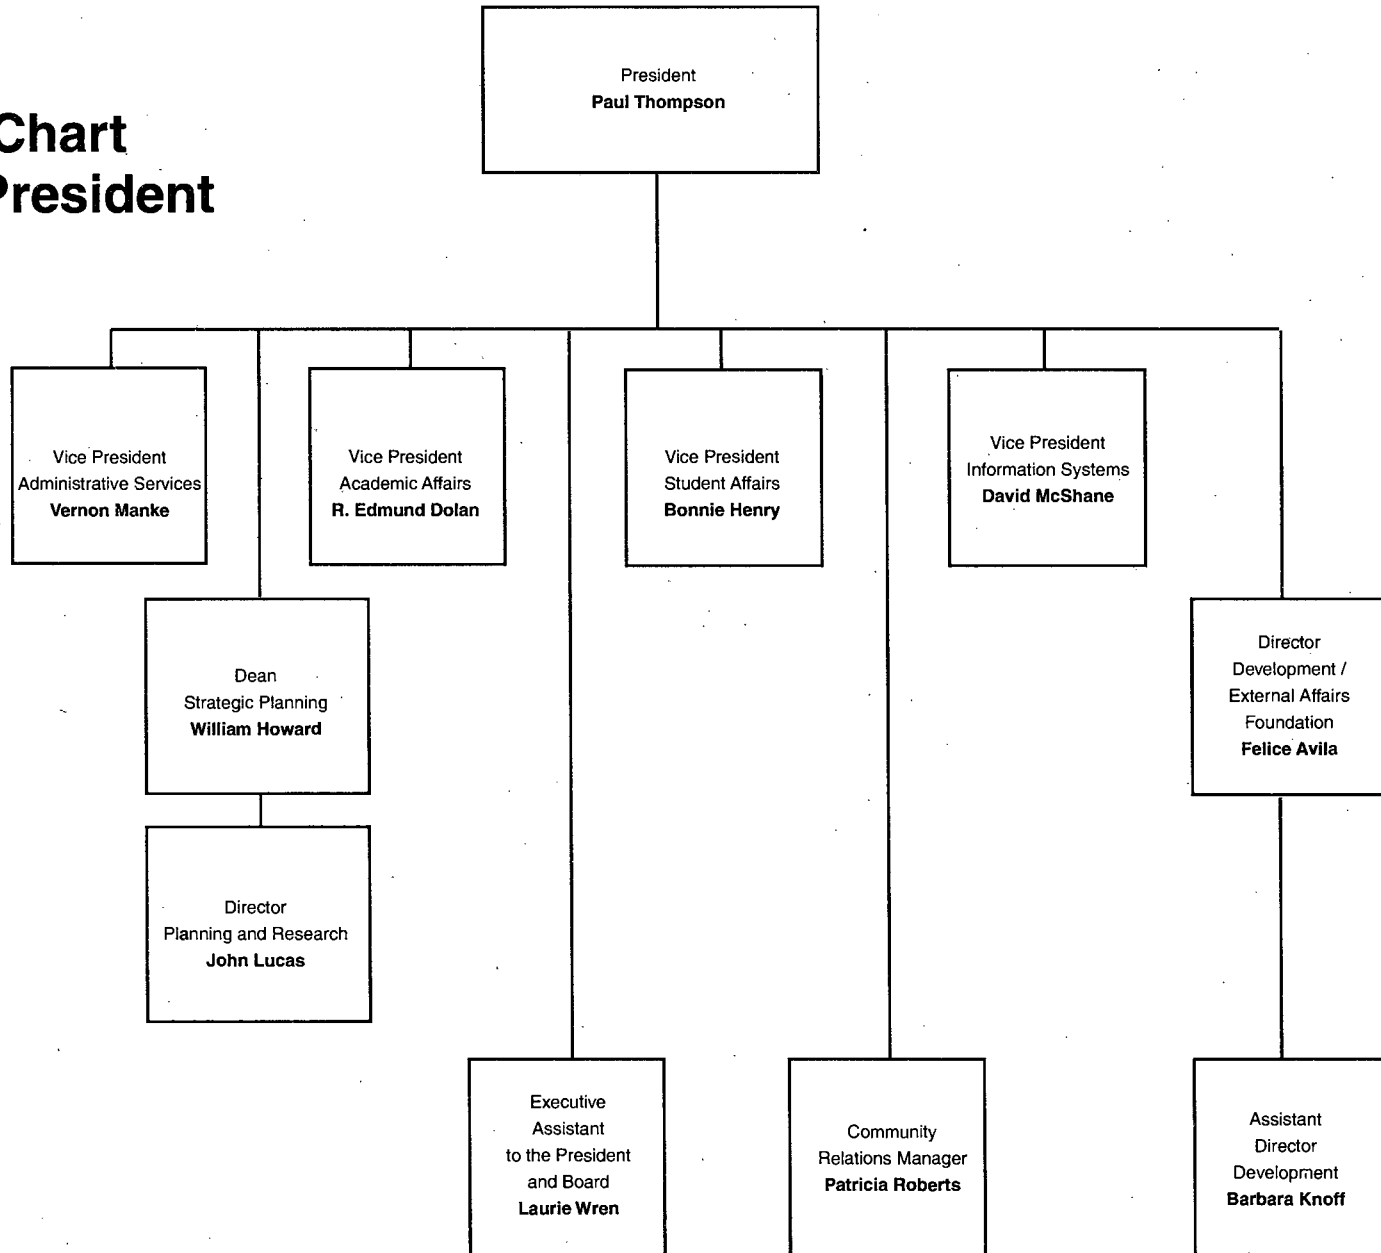 President
Paul Thompson
Chart
President
Vice President
Administrative Services
Vernon Manke
Vice President
Academic Affairs
R. Edmund Dolan
Vice President
Student Affairs
Bonnie Henry
Vice President
Information Systems
David McShane
Dean
Strategic Planning
William Howard
Director
Development /
External Affairs
Foundation
Felice Avila
Director
Planning and Research
John Lucas
Executive
Assistant
to the President
and Board
Laurie Wren
Community
Relations Manager
Patricia Roberts
Assistant
Director
Development
Barbara Knoff